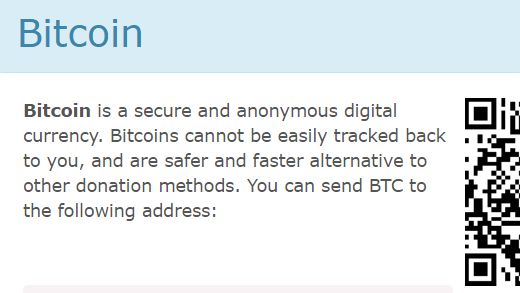 Bitcoin
Bitcoin is a secure and anonymous digital
currency. Bitcoins cannot be easily tracked back
to you, and are safer and faster alternative to
other donation methods. You can send BTC to
the following address: